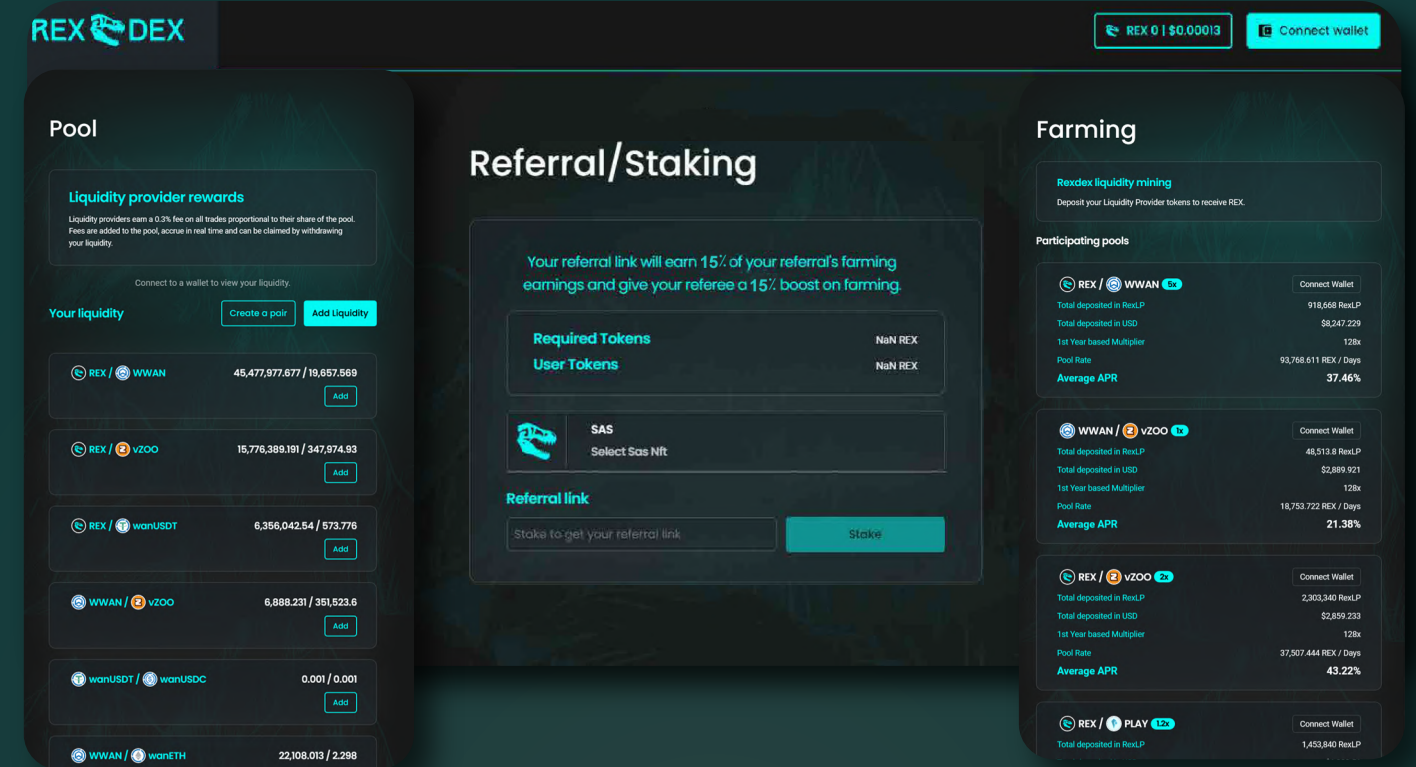 REX DEX
REX 0 | $0.00013
Connect wallet
Pool
Liquidity provider rewards
Liquidity providers earn a 0.3% fee on all trades proportional to their share of the pool.
Fees are added to the pool, accrue in real time and can be claimed by withdrawing
your liquidity.
Connect to a wallet to view your liquidity.
Your liquidity
Create a pair
Add Liquidity
REX / WWAN 45,477,977.677 / 19,657.569
Add
REX / vZOO 15,776,389.191 / 347,974.93
Add
REX / wanUSDT 6,356,042.54 / 573.776
Add
WWAN / vZOO 6,888.231 / 351,523.6
Add
wanUSDT / wanUSDC 0.001 / 0.001
Add
WWAN / wanETH 22,108.013 / 2.298
Referral/Staking
Your referral link will earn 15% of your referral's farming
earnings and give your referee a 15% boost on farming.
Required Tokens NaN REX
User Tokens NaN REX
SAS
Select Sas Nft
Referral link
Stake to get your referral link
Stake
Farming
Rexdex liquidity mining
Deposit your Liquidity Provider tokens to receive REX.
Participating pools
REX / WWAN 5x Connect Wallet
Total deposited in RexLP 918,668 RexLP
Total deposited in USD $8,247.229
1st Year based Multiplier 128x
Pool Rate 93,768.611 REX / Days
Average APR 37.46%
WWAN / vZOO 1x Connect Wallet
Total deposited in RexLP 48,513.8 RexLP
Total deposited in USD $2,889.921
1st Year based Multiplier 128x
Pool Rate 18,753.722 REX / Days
Average APR 21.38%
REX / vZOO 2x Connect Wallet
Total deposited in RexLP 2,303,340 RexLP
Total deposited in USD $2,859.233
1st Year based Multiplier 128x
Pool Rate 37,507.444 REX / Days
Average APR 43.22%
REX / PLAY 1.2x Connect Wallet
Total deposited in RexLP 1,453,840 RexLP